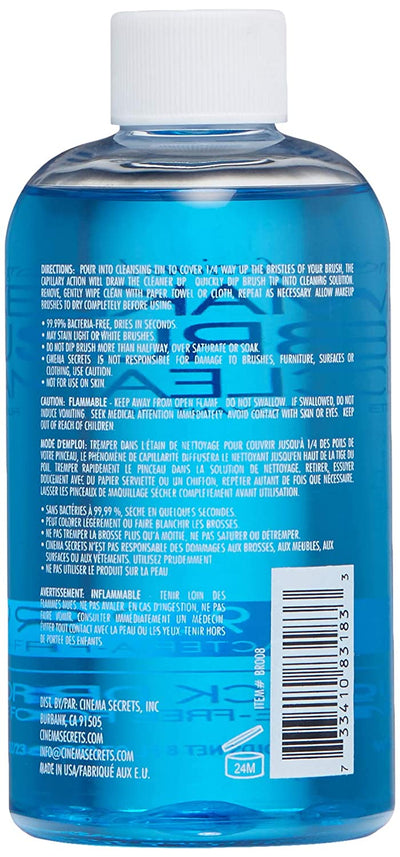 DIRECTIONS: POUR INTO CLEANSING TIN TO COVER 1/4 WAY UP THE BRISTLES OF YOUR BRUSH, THE
CAPILLARY ACTION WILL DRAW THE CLEANER UP QUICKLY DIP BRUSH TIP INTO CLEANING SOLUTION.
REMOVE, GENTLY WIPE CLEAN WITH PAPER TOWEL OR CLOTH, REPEAT AS NECESSARY ALLOW MAKEUP
BRUSHES TO DRY COMPLETELY BEFORE USING
• 99.99% BACTERIA-FREE, DRIES IN SECONDS.
• MAY STAIN LIGHT OR WHITE BRUSHES.
• DO NOT DIP BRUSH MORE THAN HALFWAY, OVER SATURATE OR SOAK.
• CINEMA SECRETS IS NOT RESPONSIBLE FOR DAMAGE TO BRUSHES, FURNITURE, SURFACES OR
CLOTHING, USE CAUTION.
• NOT FOR USE ON SKIN
CAUTION: FLAMMABLE - KEEP AWAY FROM OPEN FLAME. DO NOT SWALLOW. IF SWALLOWED, DO NOT
INDUCE VOMITING. SEEK MEDICAL ATTENTION IMMEDIATELY. AVOID CONTACT WITH SKIN OR EYES. KEEP
OUT OF REACH OF CHILDREN
MODE D'EMPLOI: TREMPER DANS L'ÉTAIN DE NETTOYAGE POUR COUVRIR JUSQU'À 1/4 DES POILS DE
VOTRE PINCEAU, LE PHÉNOMÈNE DE CAPILARITÉ DIFFUSERA LE NETTOYANT JUSQU'EN HAUT DE LA TIGE DU
POIL. TREMPER RAPIDEMENT LE PINCEAU DANS LA SOLUTION DE NETTOYAGE. RETIRER, ESSUYER
DOUCEMENT AVEC DU PAPIER SERVIETTE OU UN CHIFFON, RÉPÉTER AUTANT DE FOIS QUE NÉCESSAIRE.
LAISSER LES PINCEAUX DE MAQUILLAGE SÉCHER COMPLÈTEMENT AVANT UTILISATION.
• SANS BACTÉRIES À 99,99 %, SÈCHE EN QUELQUES SECONDES.
• PEUT COLORER LÉGÈREMENT OU FAIRE BLANCHIR LES BROSSES.
• NE PAS TREMPER LA BROSSE PLUS QU'À MOITIÉ, NE PAS SATURER OU DÉTREMPER.
• CINEMA SECRETS N'EST PAS RESPONSIBLE DES DOMMAGES AUX BROSSES, AUX MEUBLES, AUX
SURFACES OU AUX VÊTEMENTS. UTILISEZ PRUDEMMENT
• NE PAS UTILISER LE PRODUIT SUR LA PEAU
AVERTISSEMENT: INFLAMMABLE - TENIR LOIN DES
FLAMMES NUES. NE PAS AVALER. EN CAS D'INGESTION, NE PAS
FAIRE VOMIR. CONSULTER IMMÉDIATEMENT UN MÉDECIN
ÉVITER TOUT CONTACT AVEC LA PEAU OU LES YEUX. TENIR HORS
DE PORTÉE DES ENFANTS
DIST. BY/PAR: CINEMA SECRETS, INC
BURBANK, CA 91505
CINEMASECRETS.COM
INFO@CINEMASECRETS.COM
MADE IN USA/FABRIQUÉ AUX E.U.
24M
ITEM# BR008
7 33410 83183 3